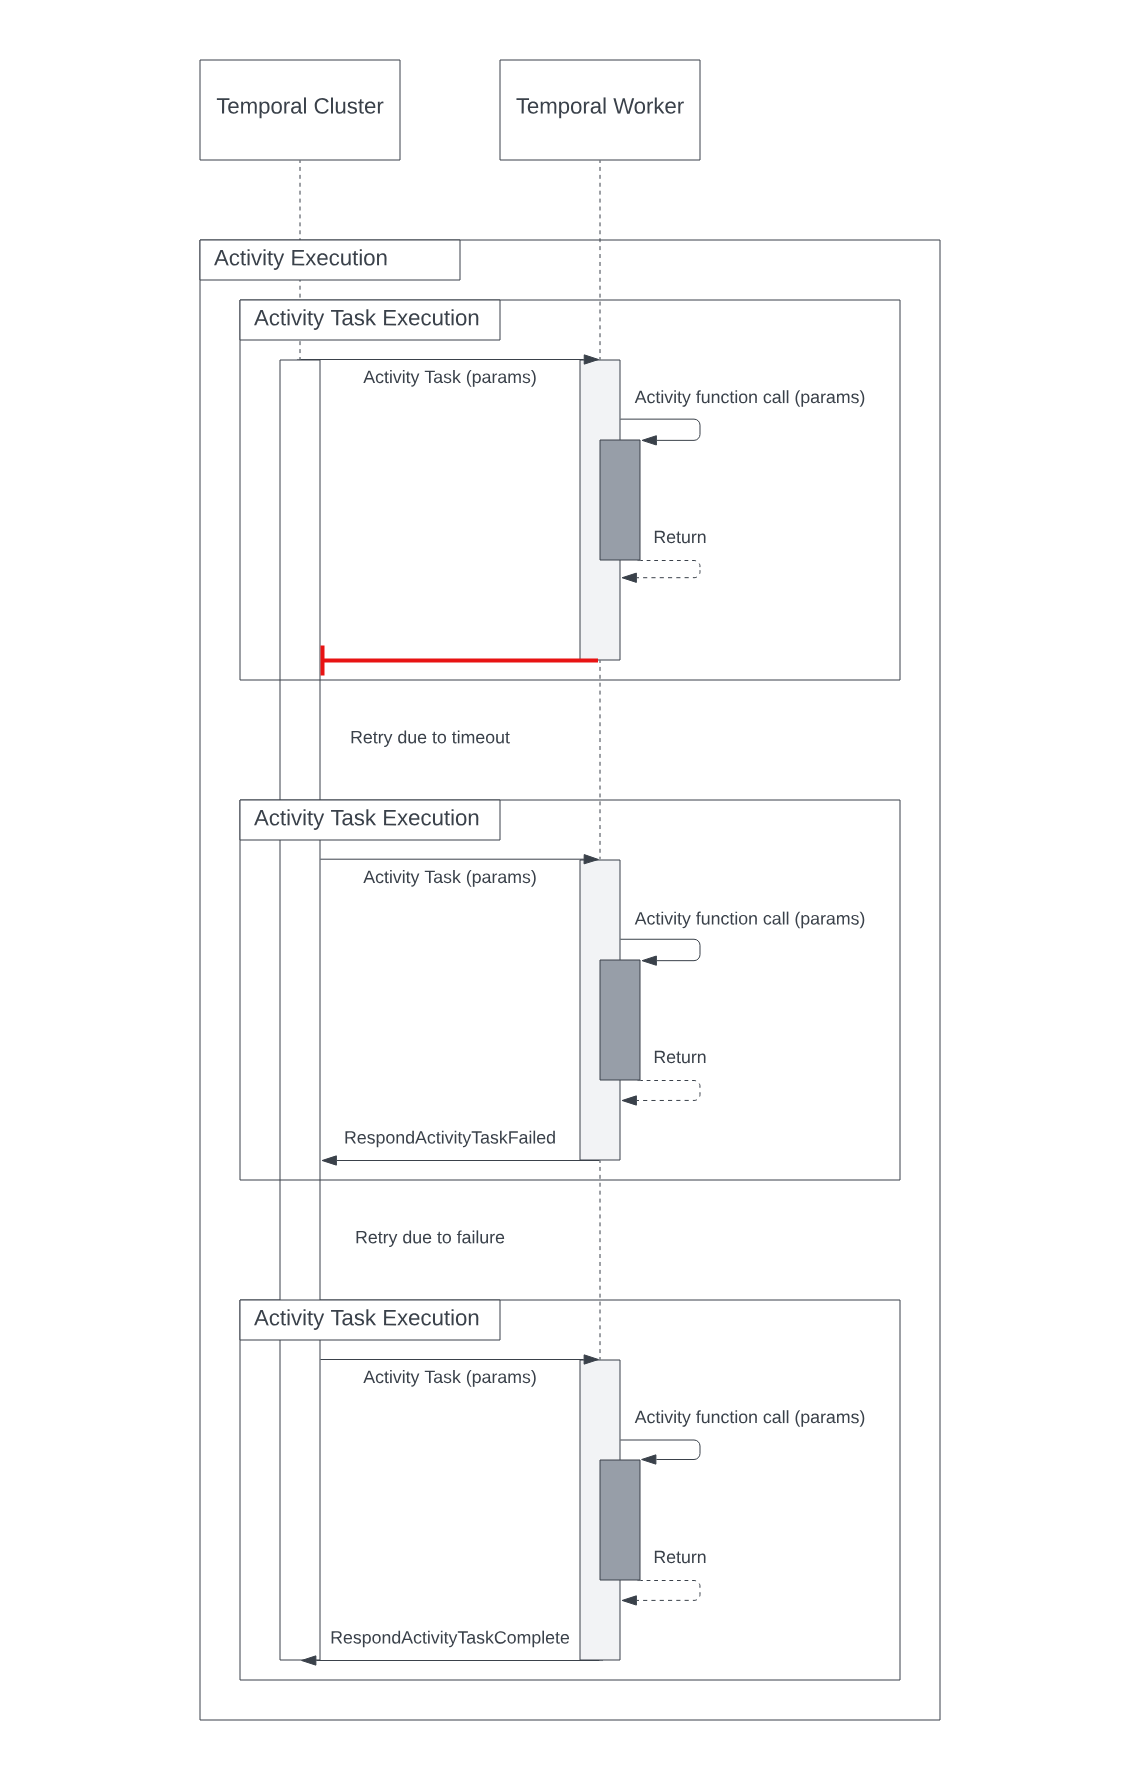 Temporal Cluster
Temporal Worker
Activity Execution
Activity Task Execution
Activity Task (params)
Activity function call (params)
Return
Retry due to timeout
Activity Task Execution
Activity Task (params)
Activity function call (params)
Return
RespondActivityTaskFailed
Retry due to failure
Activity Task Execution
Activity Task (params)
Activity function call (params)
Return
RespondActivityTaskComplete